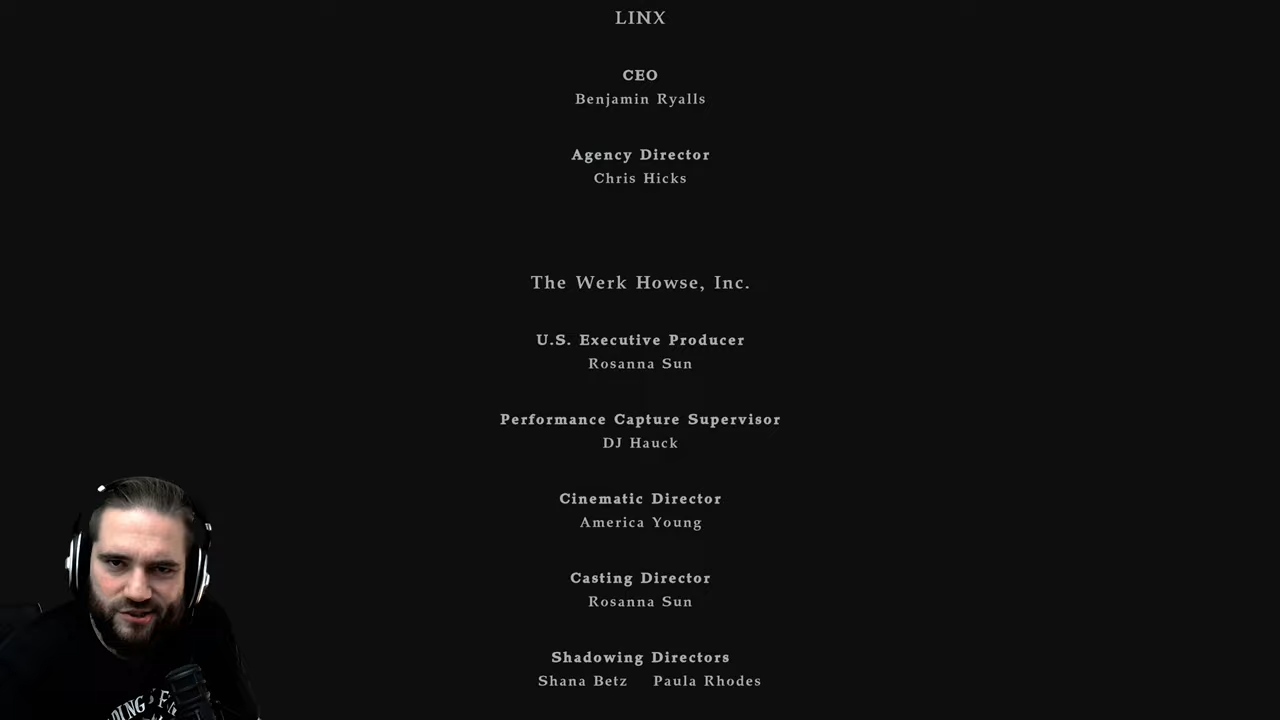 LINX
CEO
Benjamin Ryalls
Agency Director
Chris Hicks
The Werk Howse, Inc.
U.S. Executive Producer
Rosanna Sun
Performance Capture Supervisor
DJ Hauck
Cinematic Director
America Young
Casting Director
Rosanna Sun
Shadowing Directors
Shana Betz Paula Rhodes